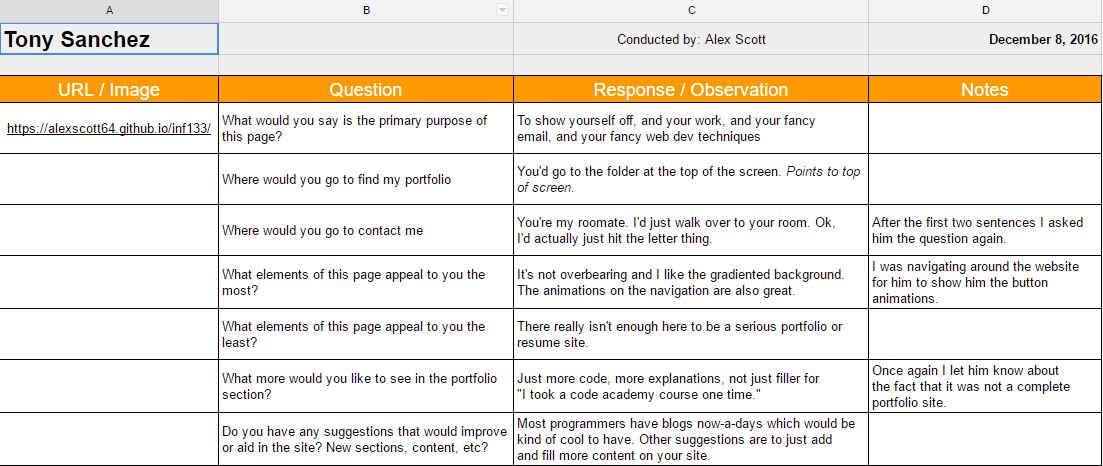 A B C D
Tony Sanchez Conducted by: Alex Scott December 8, 2016
URL / Image Question Response / Observation Notes
https://alexscott64.github.io/inf133/
What would you say is the primary purpose of
this page?
To show yourself off, and your work, and your fancy
email, and your fancy web dev techniques
Where would you go to find my portfolio
You'd go to the folder at the top of the screen. Points to top
of screen.
Where would you go to contact me
You're my roomate. I'd just walk over to your room. Ok,
I'd actually just hit the letter thing.
After the first two sentences I asked
him the question again.
What elements of this page appeal to you the
most?
It's not overbearing and I like the gradiented background.
The animations on the navigation are also great.
I was navigating around the website
for him to show him the button
animations.
What elements of this page appeal to you the
least?
There really isn't enough here to be a serious portfolio or
resume site.
What more would you like to see in the portfolio
section?
Just more code, more explanations, not just filler for
"I took a code academy course one time."
Once again I let him know about
the fact that it was not a complete
portfolio site.
Do you have any suggestions that would improve
or aid in the site? New sections, content, etc?
Most programmers have blogs now-a-days which would be
kind of cool to have. Other suggestions are to just add
and fill more content on your site.